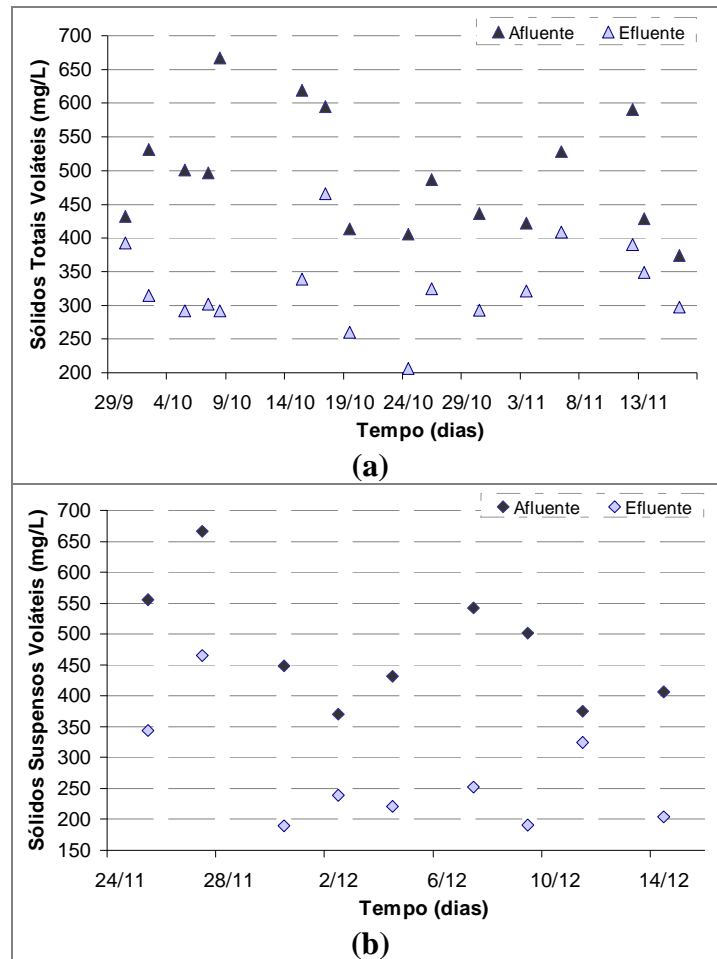 Afluente Efluente
Sólidos Totais Voláteis (mg/L)
700
650
600
550
500
450
400
350
300
250
200
29/9 4/10 9/10 14/10 19/10 24/10 29/10 3/11 8/11 13/11
Tempo (dias)
(a)
Afluente Efluente
Sólidos Suspensos Voláteis (mg/L)
700
650
600
550
500
450
400
350
300
250
200
150
24/11 28/11 2/12 6/12 10/12 14/12
Tempo (dias)
(b)